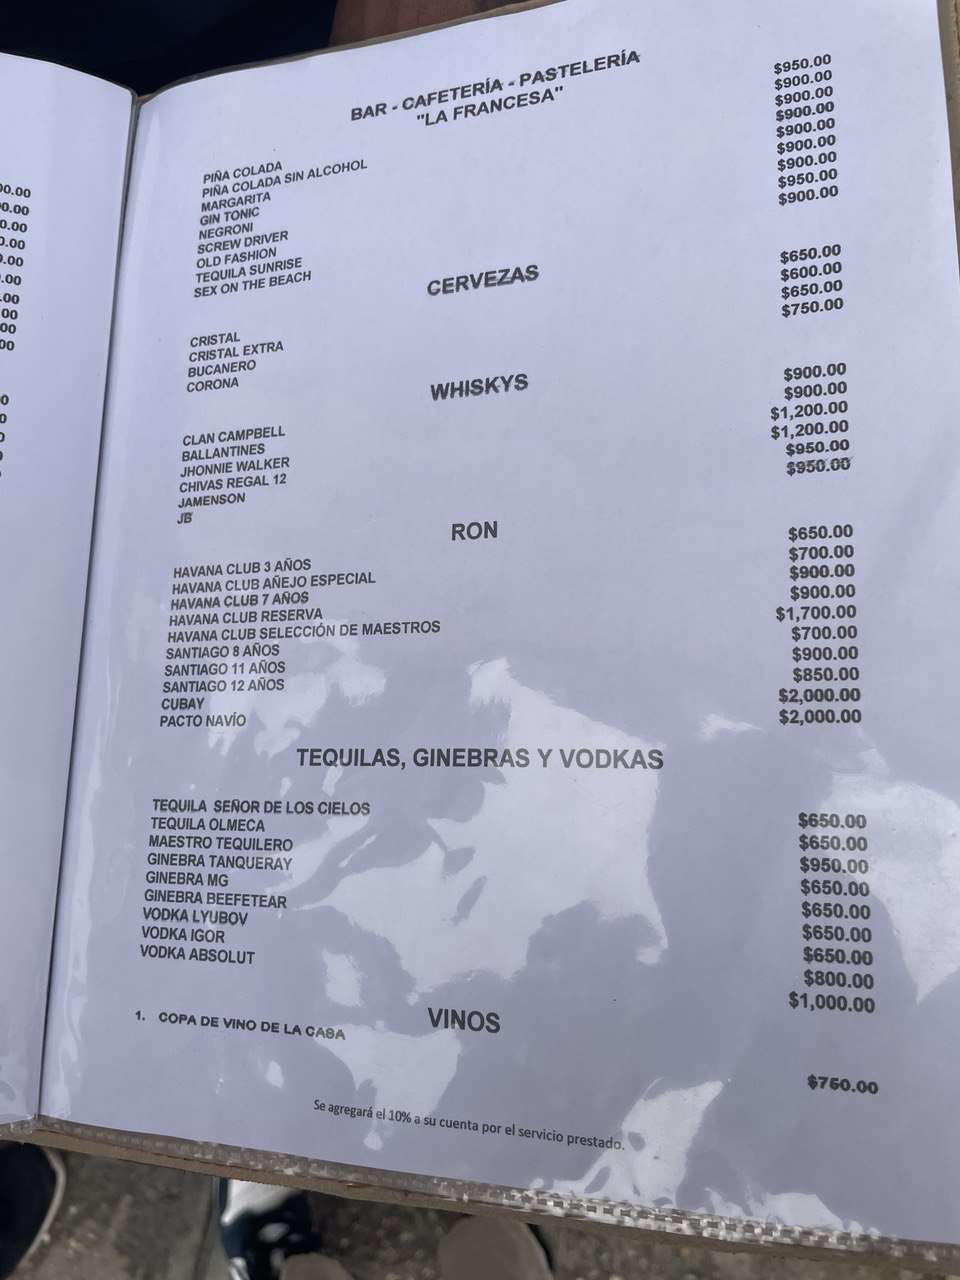 BAR - CAFETERÍA - PASTELERÍA
"LA FRANCESA"
PIÑA COLADA $950.00
PIÑA COLADA SIN ALCOHOL $900.00
MARGARITA $900.00
GIN TONIC $900.00
NEGRONI $900.00
SCREW DRIVER $900.00
OLD FASHION $900.00
TEQUILA SUNRISE $950.00
SEX ON THE BEACH $900.00
CERVEZAS
CRISTAL $650.00
CRISTAL EXTRA $600.00
BUCANERO $650.00
CORONA $750.00
WHISKYS
CLAN CAMPBELL $900.00
BALLANTINES $900.00
JHONNIE WALKER $1,200.00
CHIVAS REGAL 12 $1,200.00
JAMENSON $950.00
JB $950.00
RON
HAVANA CLUB 3 AÑOS $650.00
HAVANA CLUB AÑEJO ESPECIAL $700.00
HAVANA CLUB 7 AÑOS $900.00
HAVANA CLUB RESERVA $900.00
HAVANA CLUB SELECCIÓN DE MAESTROS $1,700.00
SANTIAGO 8 AÑOS $700.00
SANTIAGO 11 AÑOS $900.00
SANTIAGO 12 AÑOS $850.00
CUBAY $2,000.00
PACTO NAVÍO $2,000.00
TEQUILAS, GINEBRAS Y VODKAS
TEQUILA SEÑOR DE LOS CIELOS $650.00
TEQUILA OLMECA $650.00
MAESTRO TEQUILERO $950.00
GINEBRA TANQUERAY $650.00
GINEBRA MG $650.00
GINEBRA BEEFETEAR $650.00
VODKA LYUBOV $650.00
VODKA IGOR $800.00
VODKA ABSOLUT $1,000.00
VINOS
1. COPA DE VINO DE LA CASA $750.00
Se agregará el 10% a su cuenta por el servicio prestado.